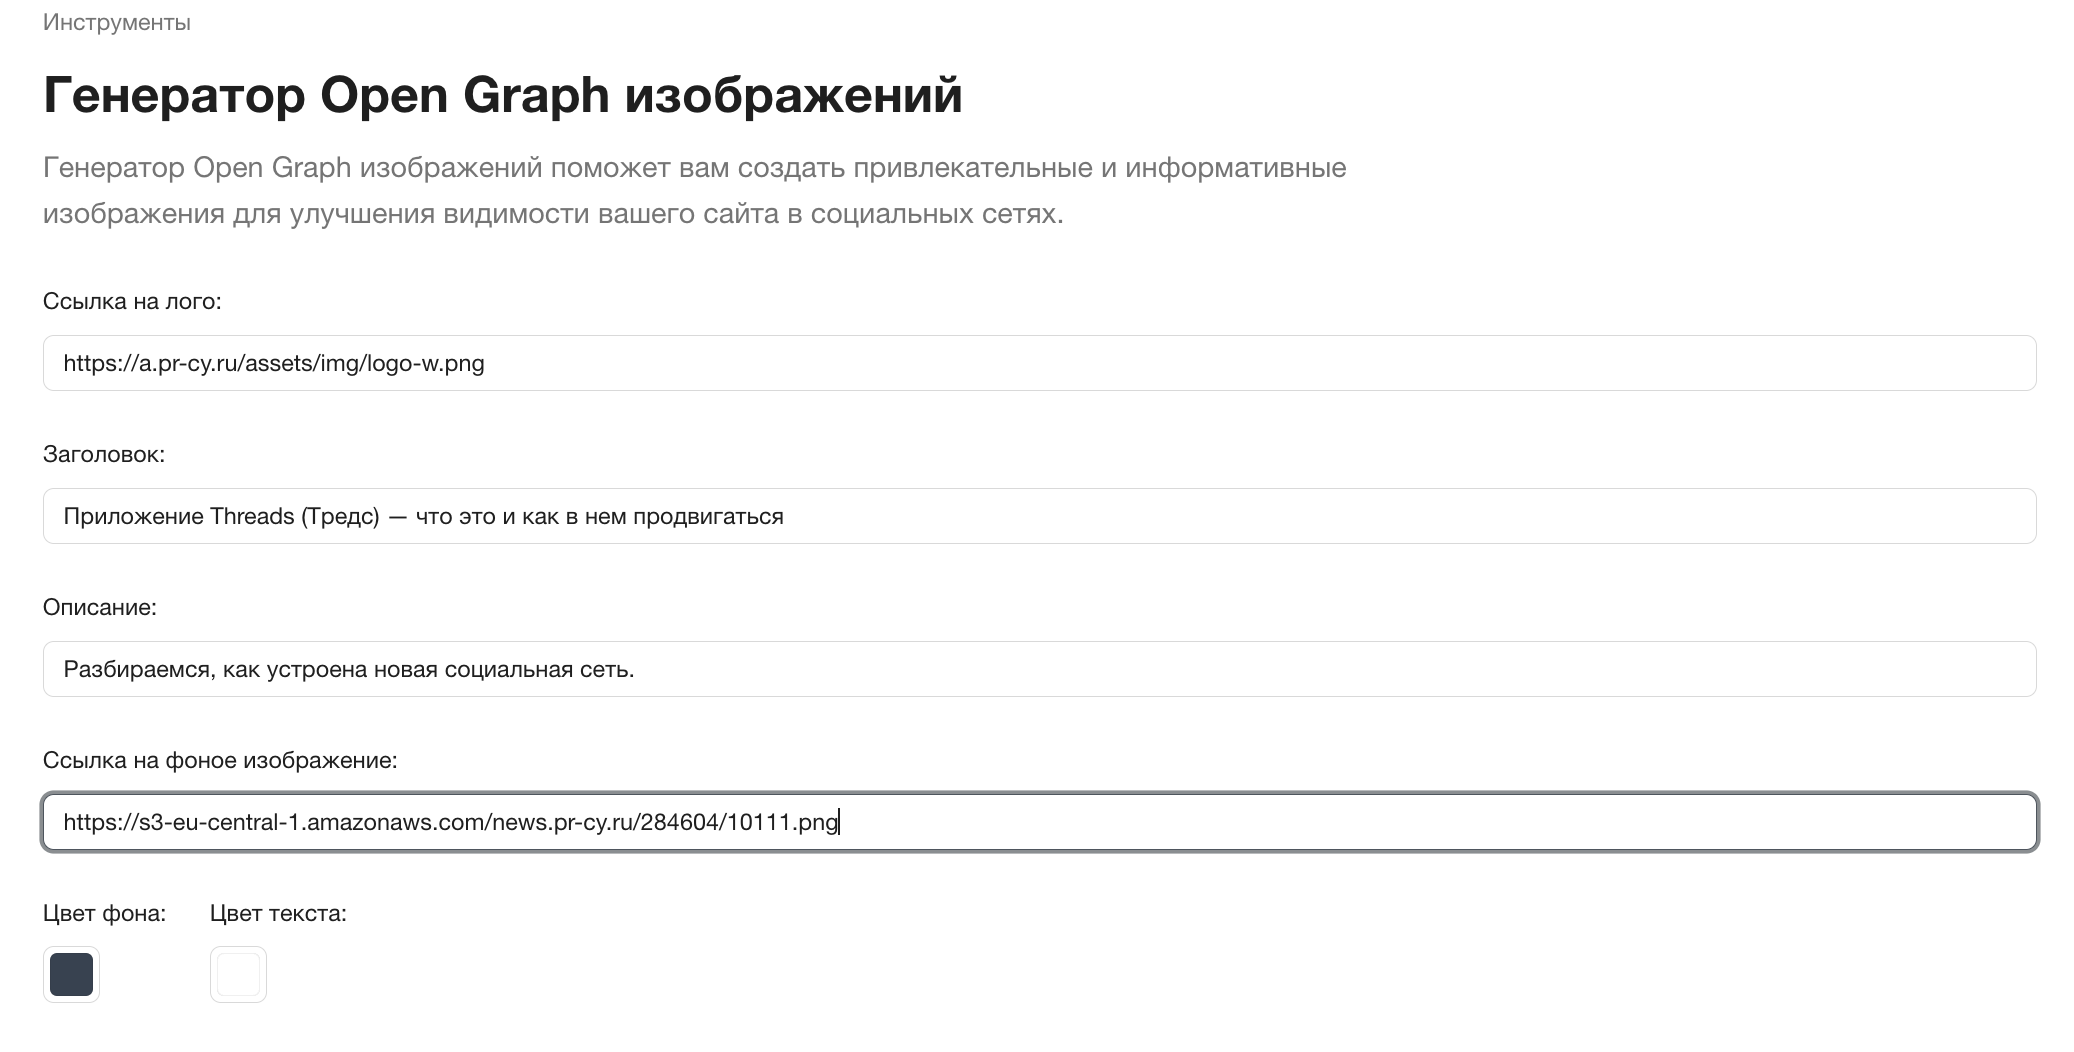 Инструменты
Генератор Open Graph изображений
Генератор Open Graph изображений поможет вам создать привлекательные и информативные
изображения для улучшения видимости вашего сайта в социальных сетях.
Ссылка на лого:
https://a.pr-cy.ru/assets/img/logo-w.png
Заголовок:
Приложение Threads (Тредс) — что это и как в нем продвигаться
Описание:
Разбираемся, как устроена новая социальная сеть.
Ссылка на фоное изображение:
https://s3-eu-central-1.amazonaws.com/news.pr-cy.ru/284604/10111.png
Цвет фона: Цвет текста: